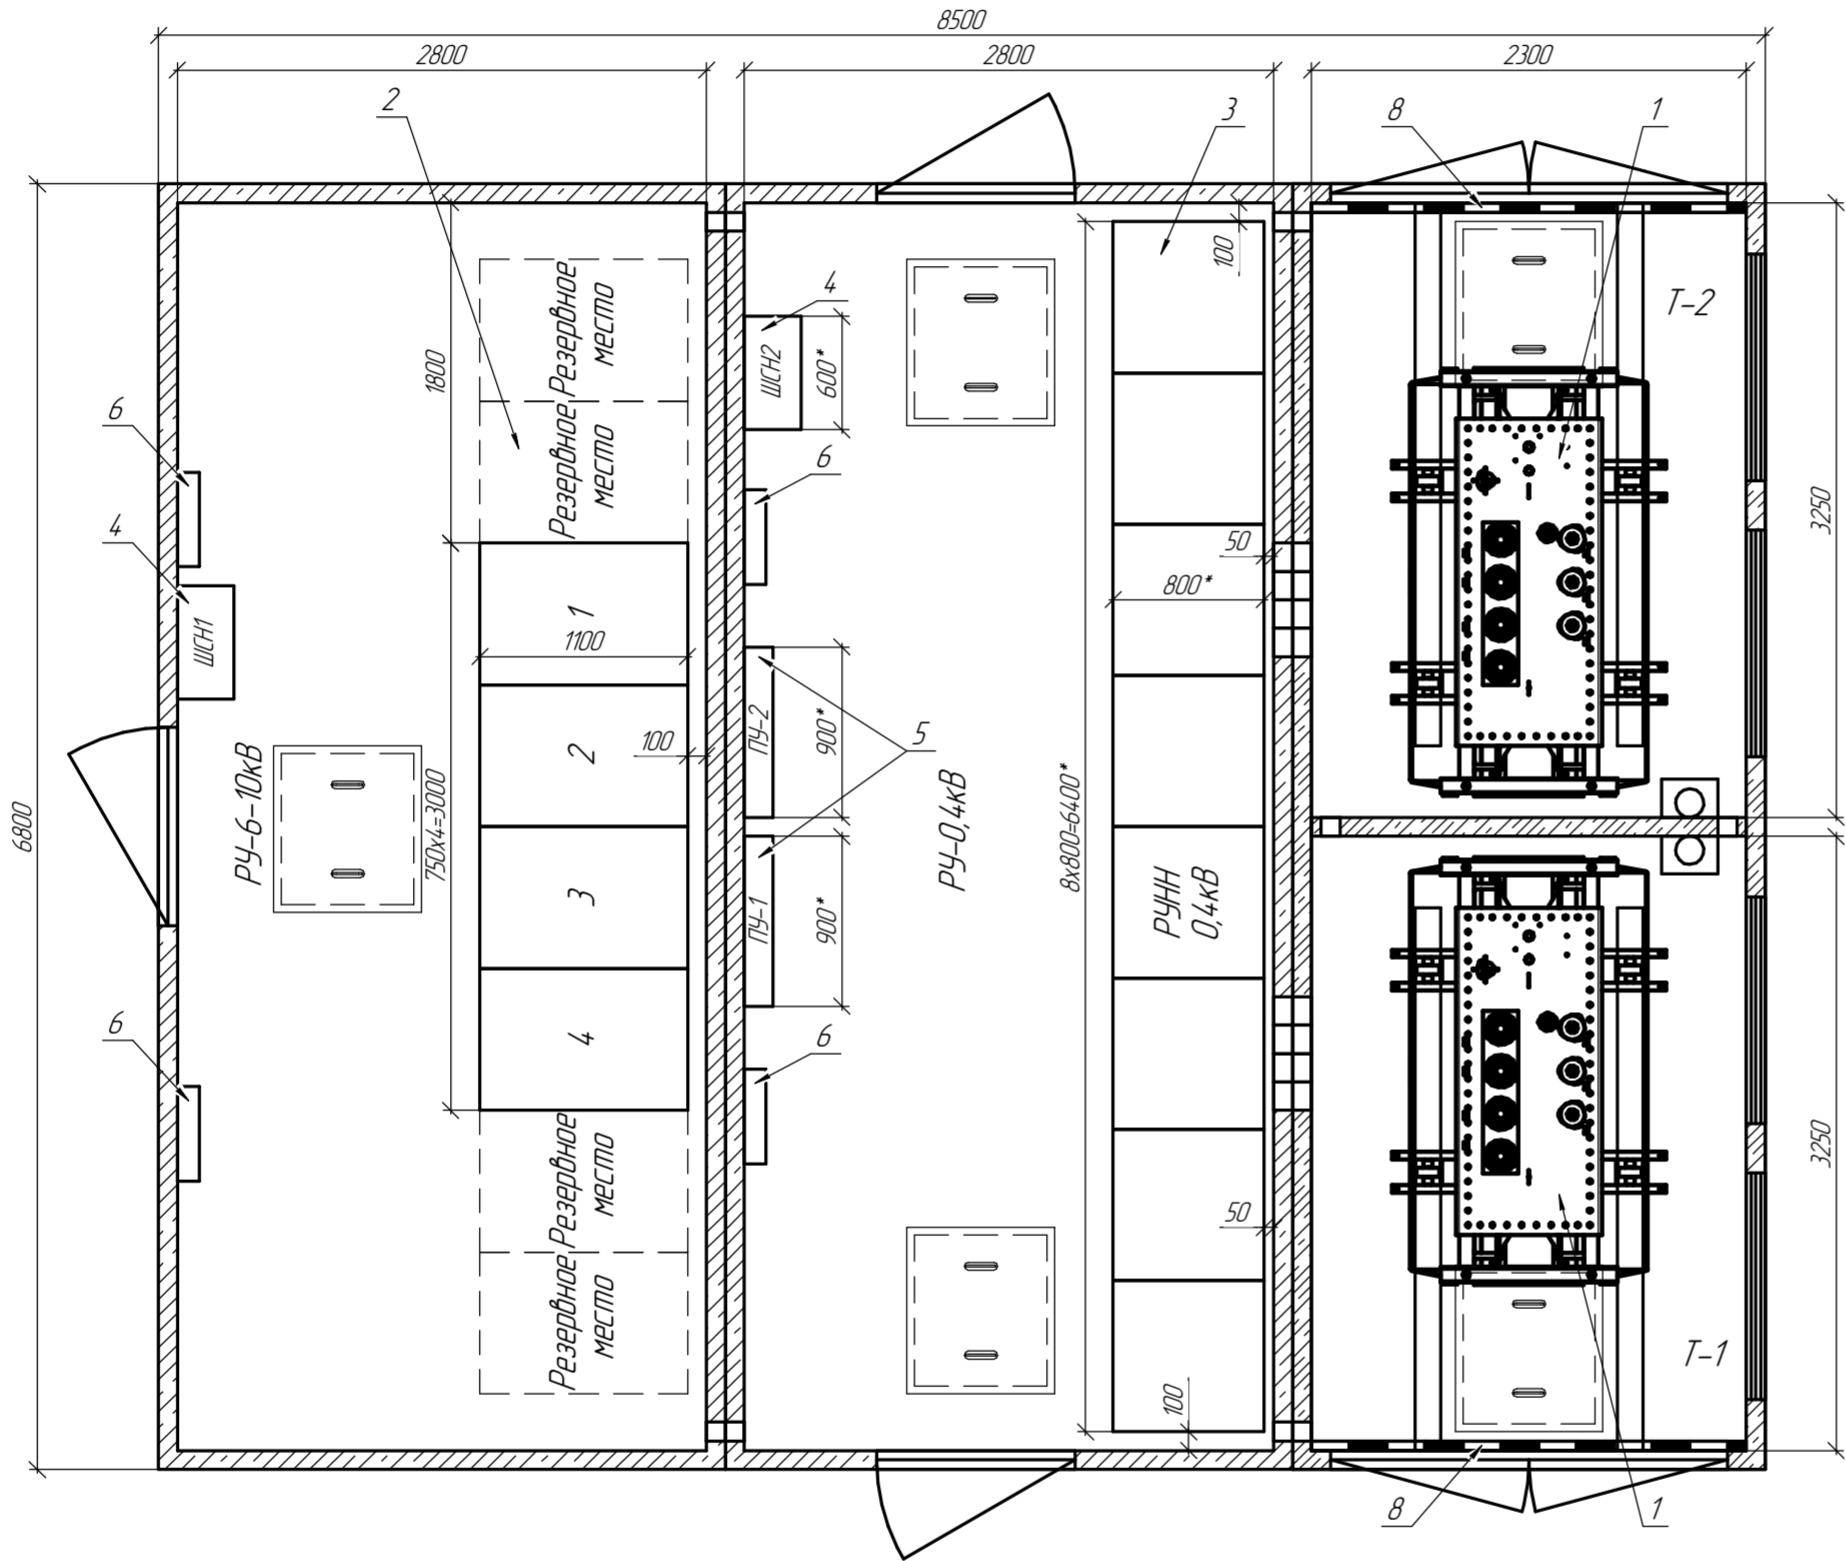 8500
2800
2800
2300
2
3
8
1
6800
1800
Резервное
место
Резервное
место
4
ШСН2
600*
100
Т-2
6
6
4
ШСН1
50
800*
3250
1
1100
2
100
3
4
750х4=3000
РУ-6-10кВ
ПУ-2
900*
5
ПУ-1
900*
РУ-0,4кВ
8х800=6400*
РУНН
0,4кВ
6
6
Резервное
место
Резервное
место
50
100
3250
Т-1
8
1